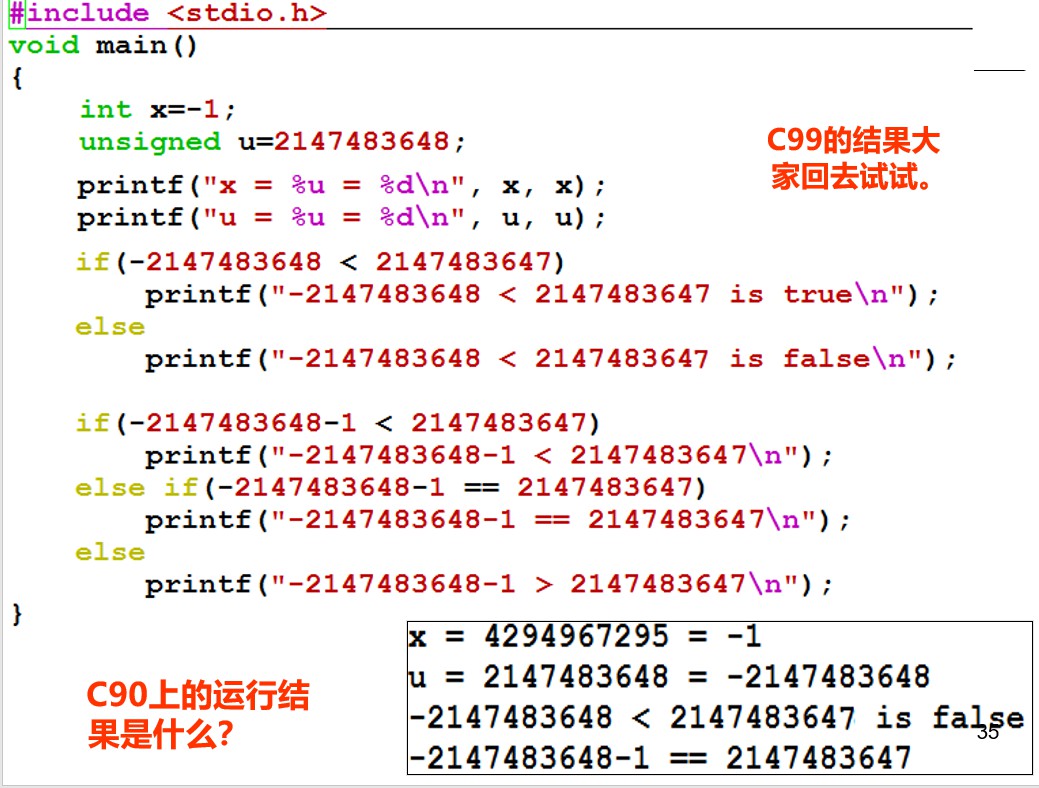 #include <stdio.h>
void main()
{
int x=-1;
unsigned u=2147483648;
C99的结果大
家回去试试。
printf("x = %u = %d\n", x, x);
printf("u = %u = %d\n", u, u);
if(-2147483648 < 2147483647)
printf("-2147483648 < 2147483647 is true\n");
else
printf("-2147483648 < 2147483647 is false\n");
if(-2147483648-1 < 2147483647)
printf("-2147483648-1 < 2147483647\n");
else if(-2147483648-1 == 2147483647)
printf("-2147483648-1 == 2147483647\n");
else
printf("-2147483648-1 > 2147483647\n");
}
C90上的运行结
果是什么?
x = 4294967295 = -1
u = 2147483648 = -2147483648
-2147483648 < 2147483647 is false
-2147483648-1 == 2147483647
35